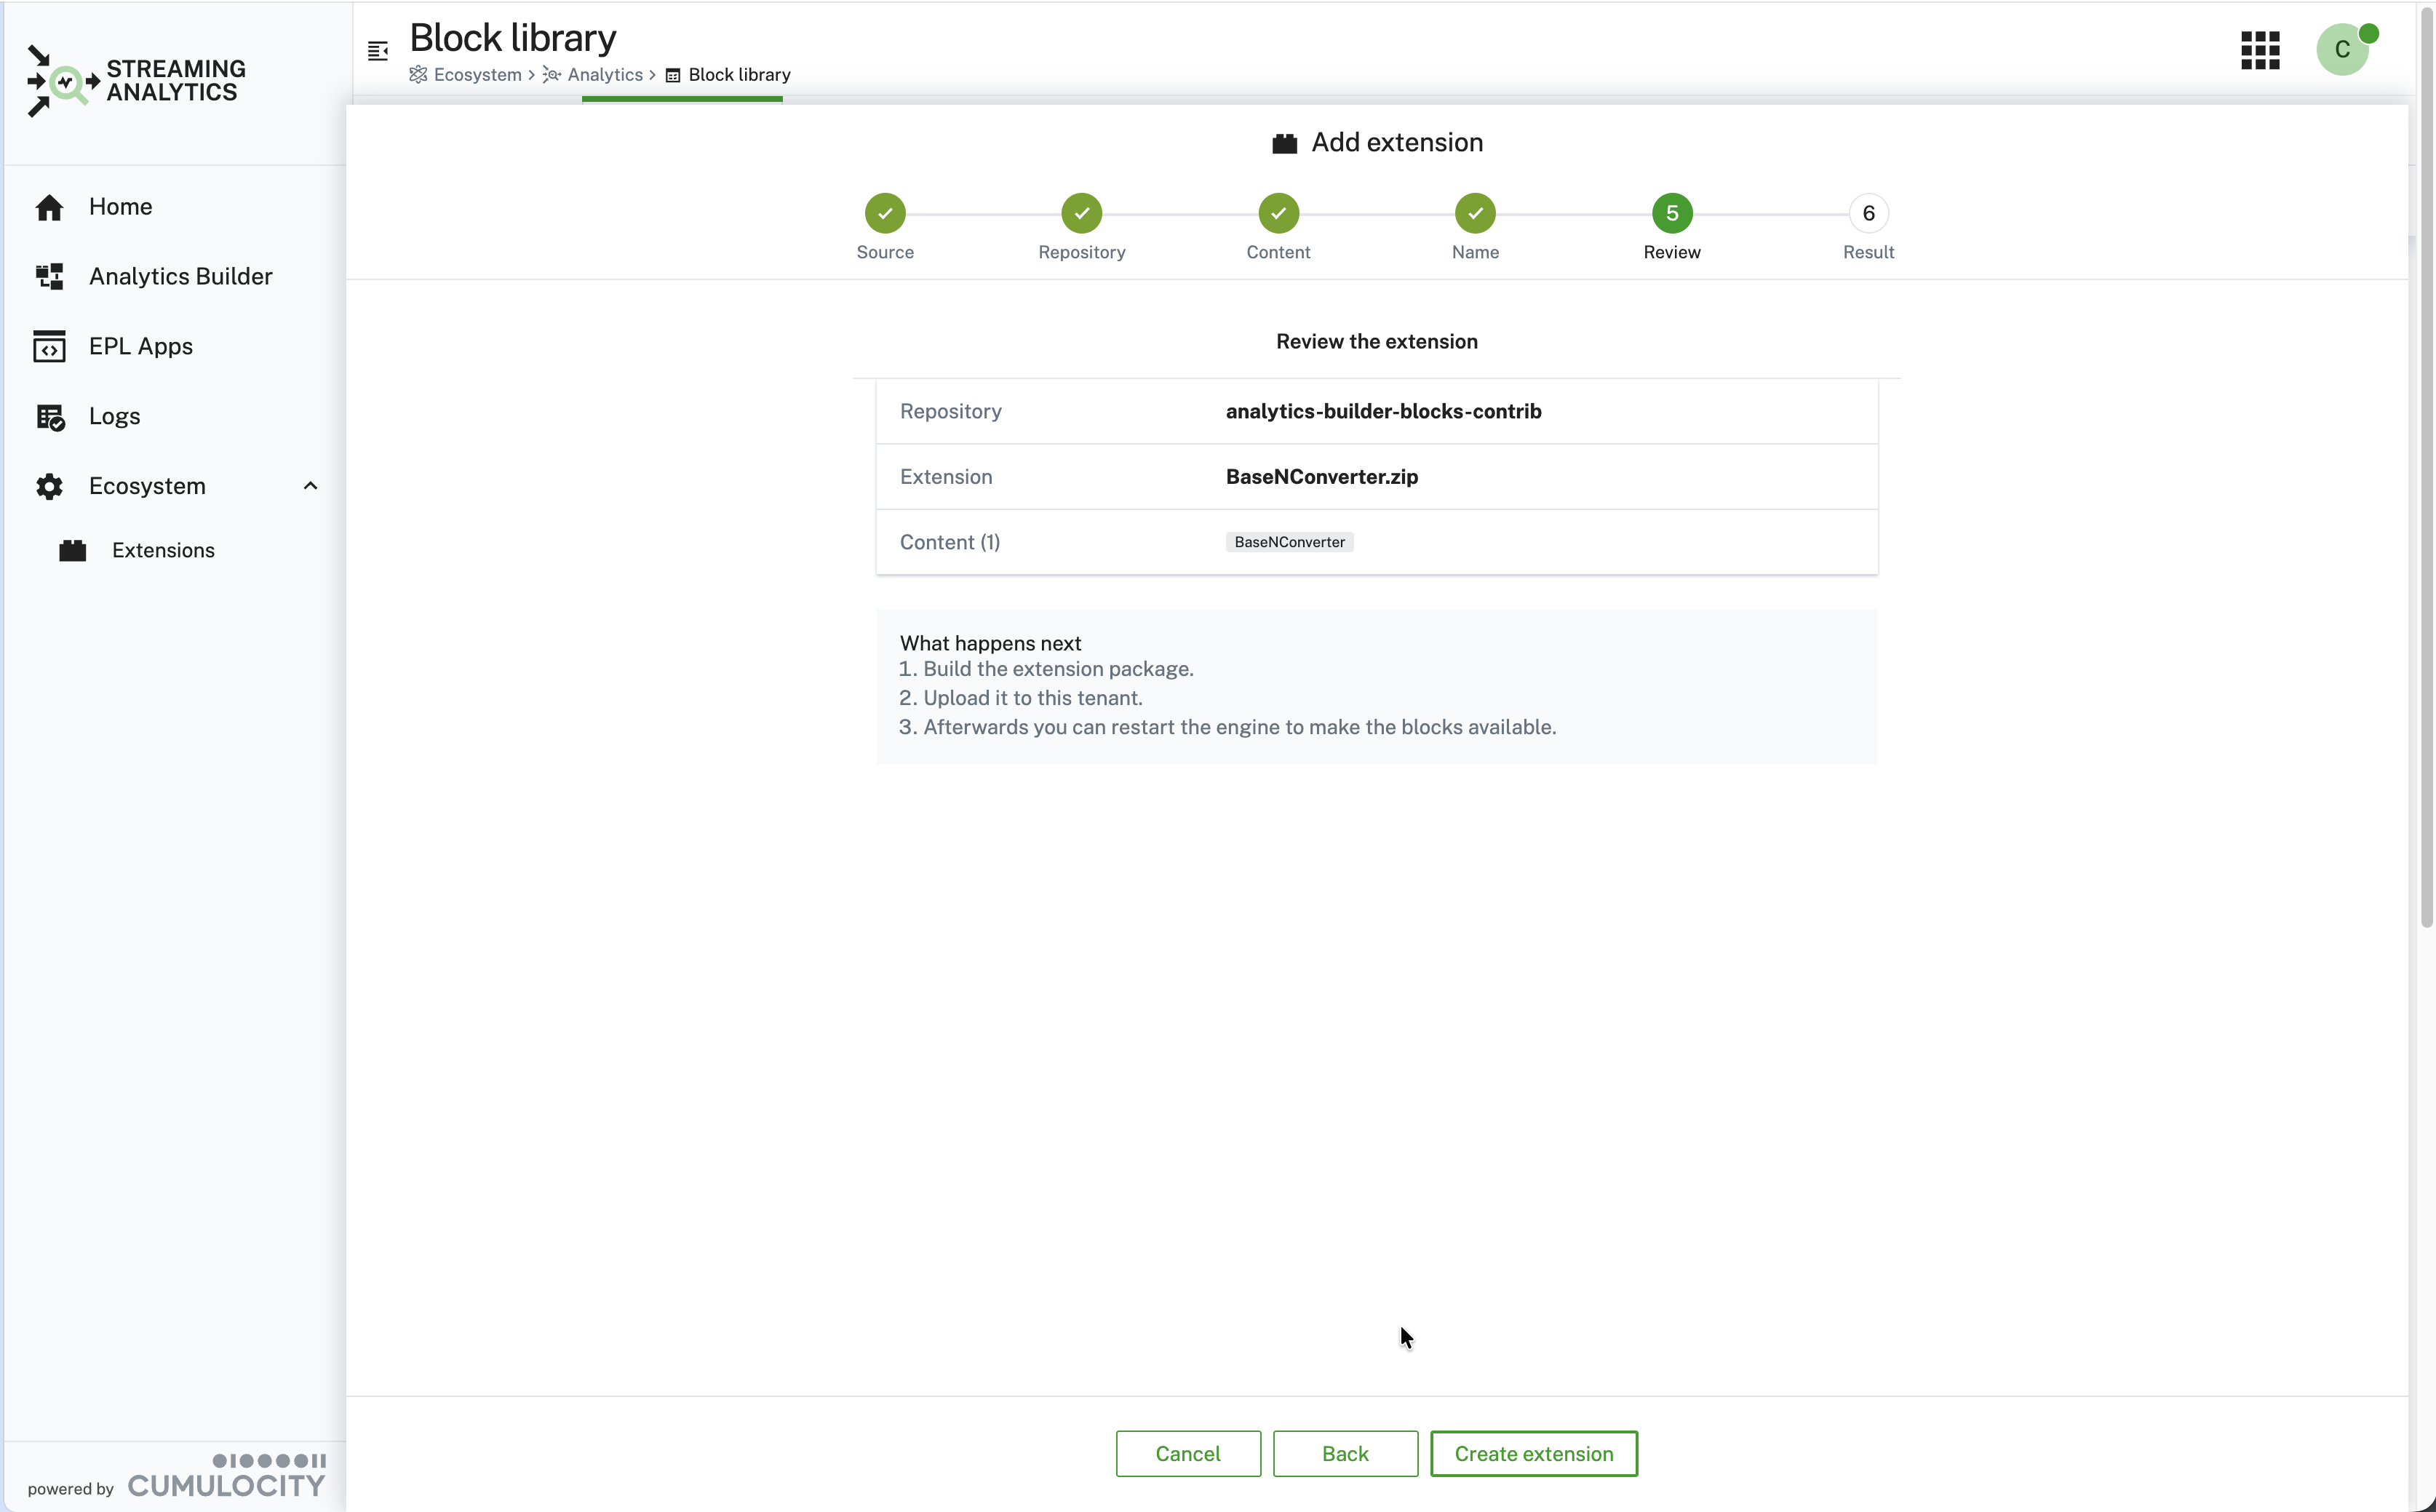 STREAMING
ANALYTICS
Block library
Ecosystem > Analytics > Block library
C
Home
Analytics Builder
EPL Apps
Logs
Ecosystem
Extensions
Add extension
5
6
Source
Repository
Content
Name
Review
Result
Review the extension
Repository analytics-builder-blocks-contrib
Extension BaseNConverter.zip
Content (1) BaseNConverter
What happens next
1. Build the extension package.
2. Upload it to this tenant.
3. Afterwards you can restart the engine to make the blocks available.
Cancel
Back
Create extension
powered by CUMULOCITY